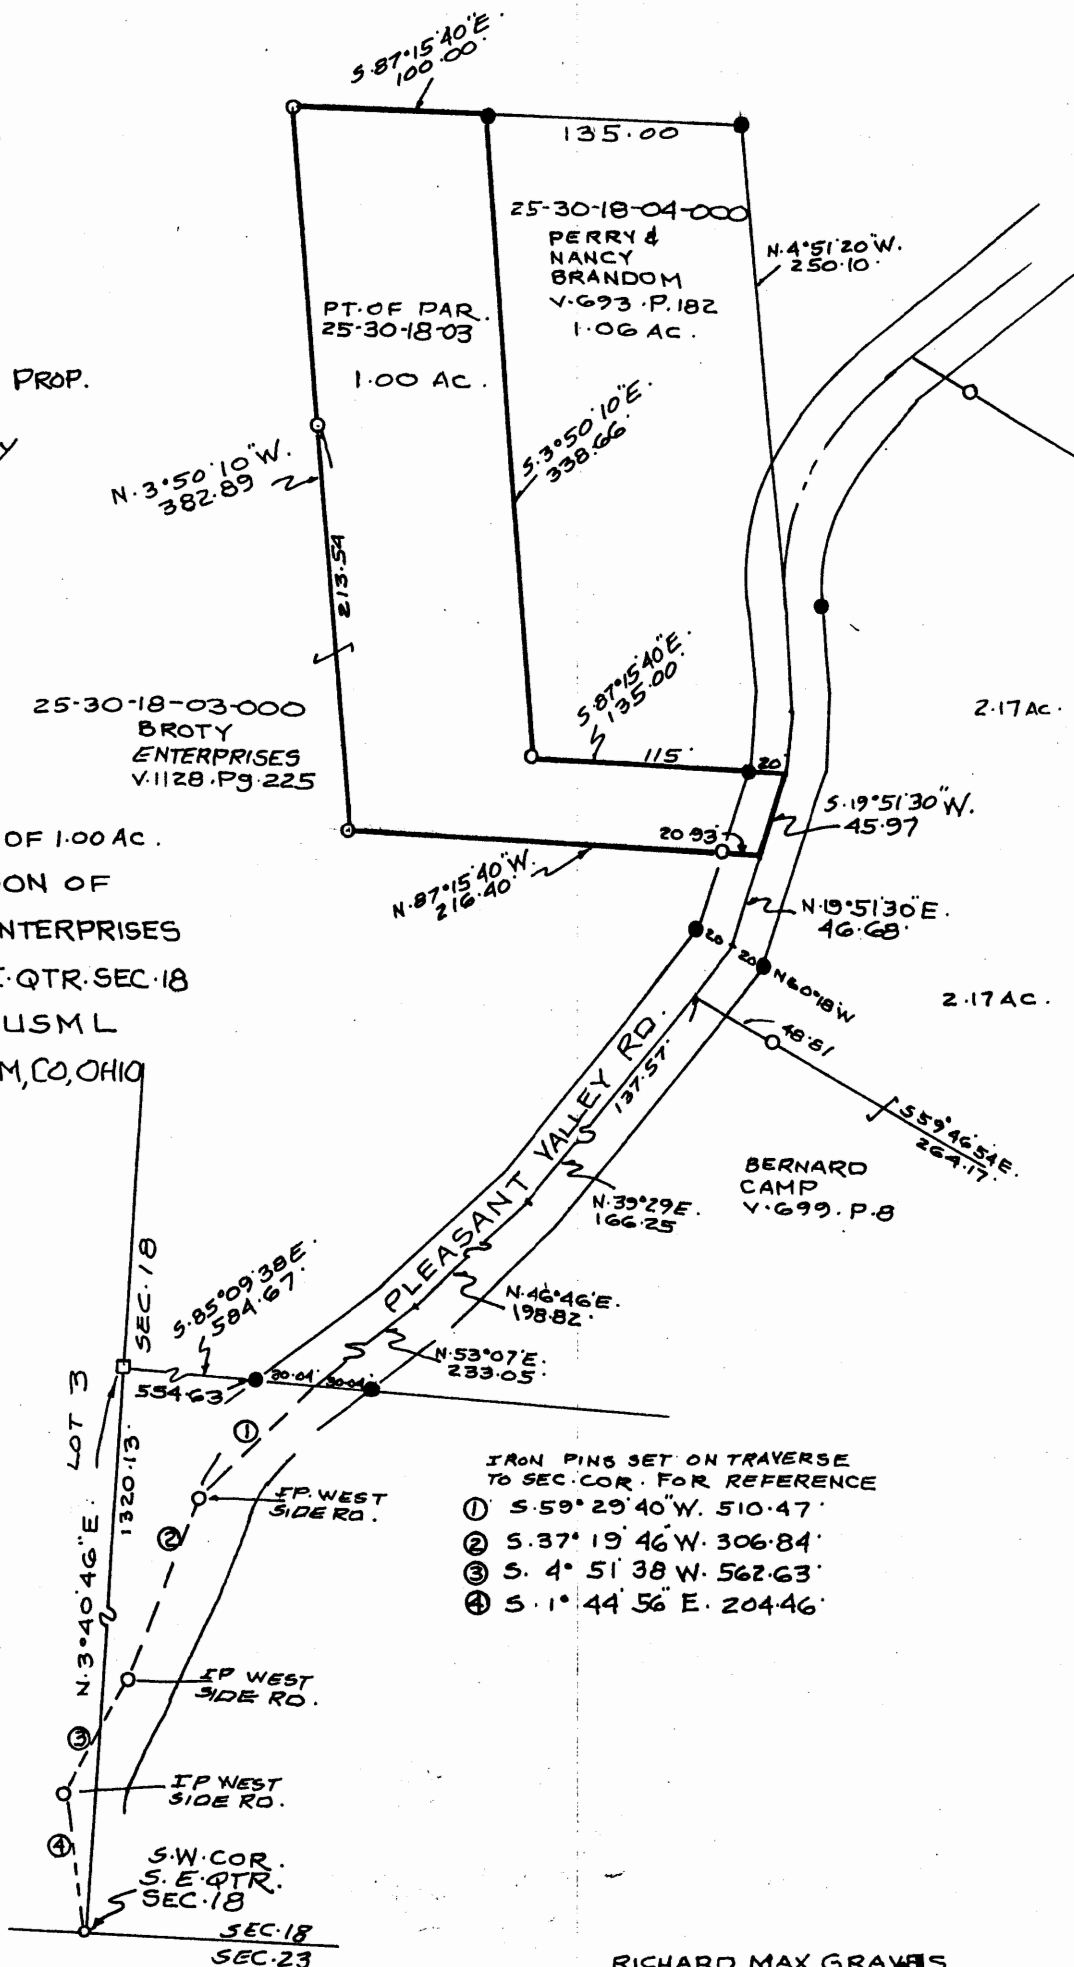 S.87°15'40"E.
100.00'
135.00
25-30-18-04-000
PERRY &
NANCY
BRANDOM
V.693.P.182
1.06 AC.
N.4°51'20"W.
250.10'
PT.OF PAR.
25-30-18-03
1.00 AC.
PROP.
N.3°50'10"W.
382.89
S.3°50'10"E.
338.66'
213.54
S.87°15'40"E.
135.00'
25-30-18-03-000
BROTY
ENTERPRISES
V.1128.Pg.225
115'
20'
2.17 AC.
S.19°51'30"W.
45.97
20.93'
N.87°15'40"W.
216.40'
OF 1.00 AC.
ON OF
NTERPRISES
E.QTR.SEC.18
USML
M,CO,OHIO
N.19°51'30"E.
46.68'
20
20
N60°18'W
2.17 AC.
48.81
S59°46'54"E.
264.17'
PLEASANT VALLEY RD.
137.57'
BERNARD
CAMP
V.699.P.8
N.39°29'E.
166.25
N.46°46'E.
198.82'
N.53°07'E.
233.05'
SEC.18
S.85°09'38"E.
584.67'
554.63
30.04'
30.04'
LOT 3
1320.13'
N.3°40'46"E.
①
IP. WEST
SIDE RD.
②
IRON PINS SET ON TRAVERSE
TO SEC.COR. FOR REFERENCE
① S.59°29'40"W. 510.47'
② S.37°19'46"W. 306.84'
③ S.4°51'38"W. 562.63'
④ S.1°44'56"E. 204.46'
IP WEST
SIDE RD.
③
IP WEST
SIDE RD.
④
S.W.COR.
S.E.QTR.
SEC.18
SEC.18
SEC.23
RICHARD MAX GRAVES